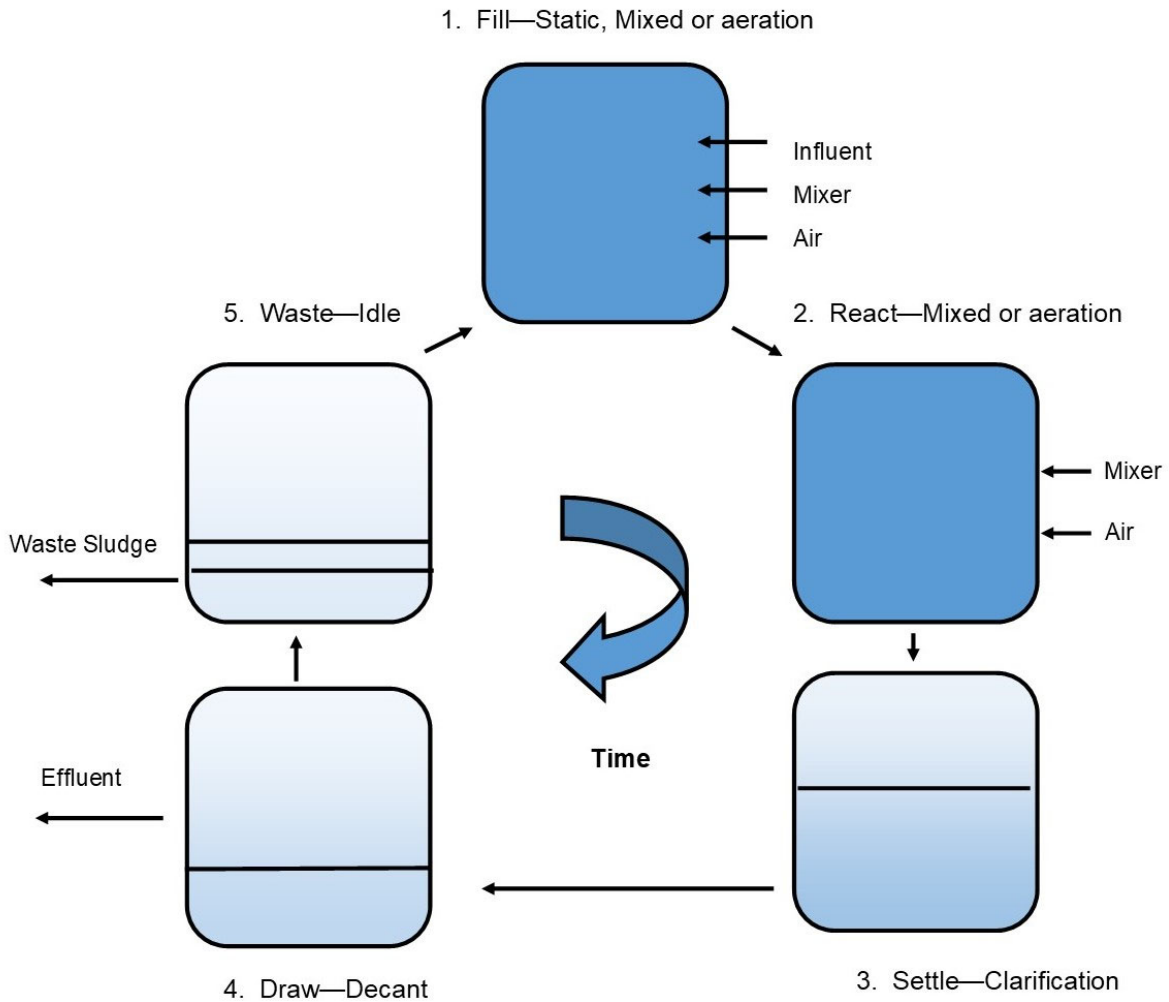 1. Fill—Static, Mixed or aeration
Influent
Mixer
Air
5. Waste—Idle
2. React—Mixed or aeration
Mixer
Air
Waste Sludge
Time
Effluent
4. Draw—Decant
3. Settle—Clarification